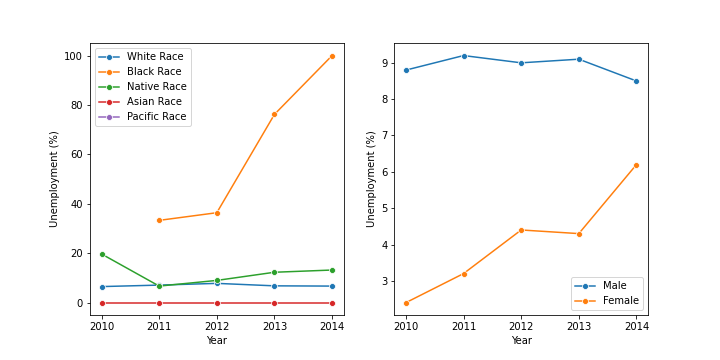 100
80
60
40
20
0
Unemployment (%)
White Race
Black Race
Native Race
Asian Race
Pacific Race
2010 2011 2012 2013 2014
Year
9
8
7
6
5
4
3
Unemployment (%)
Male
Female
2010 2011 2012 2013 2014
Year